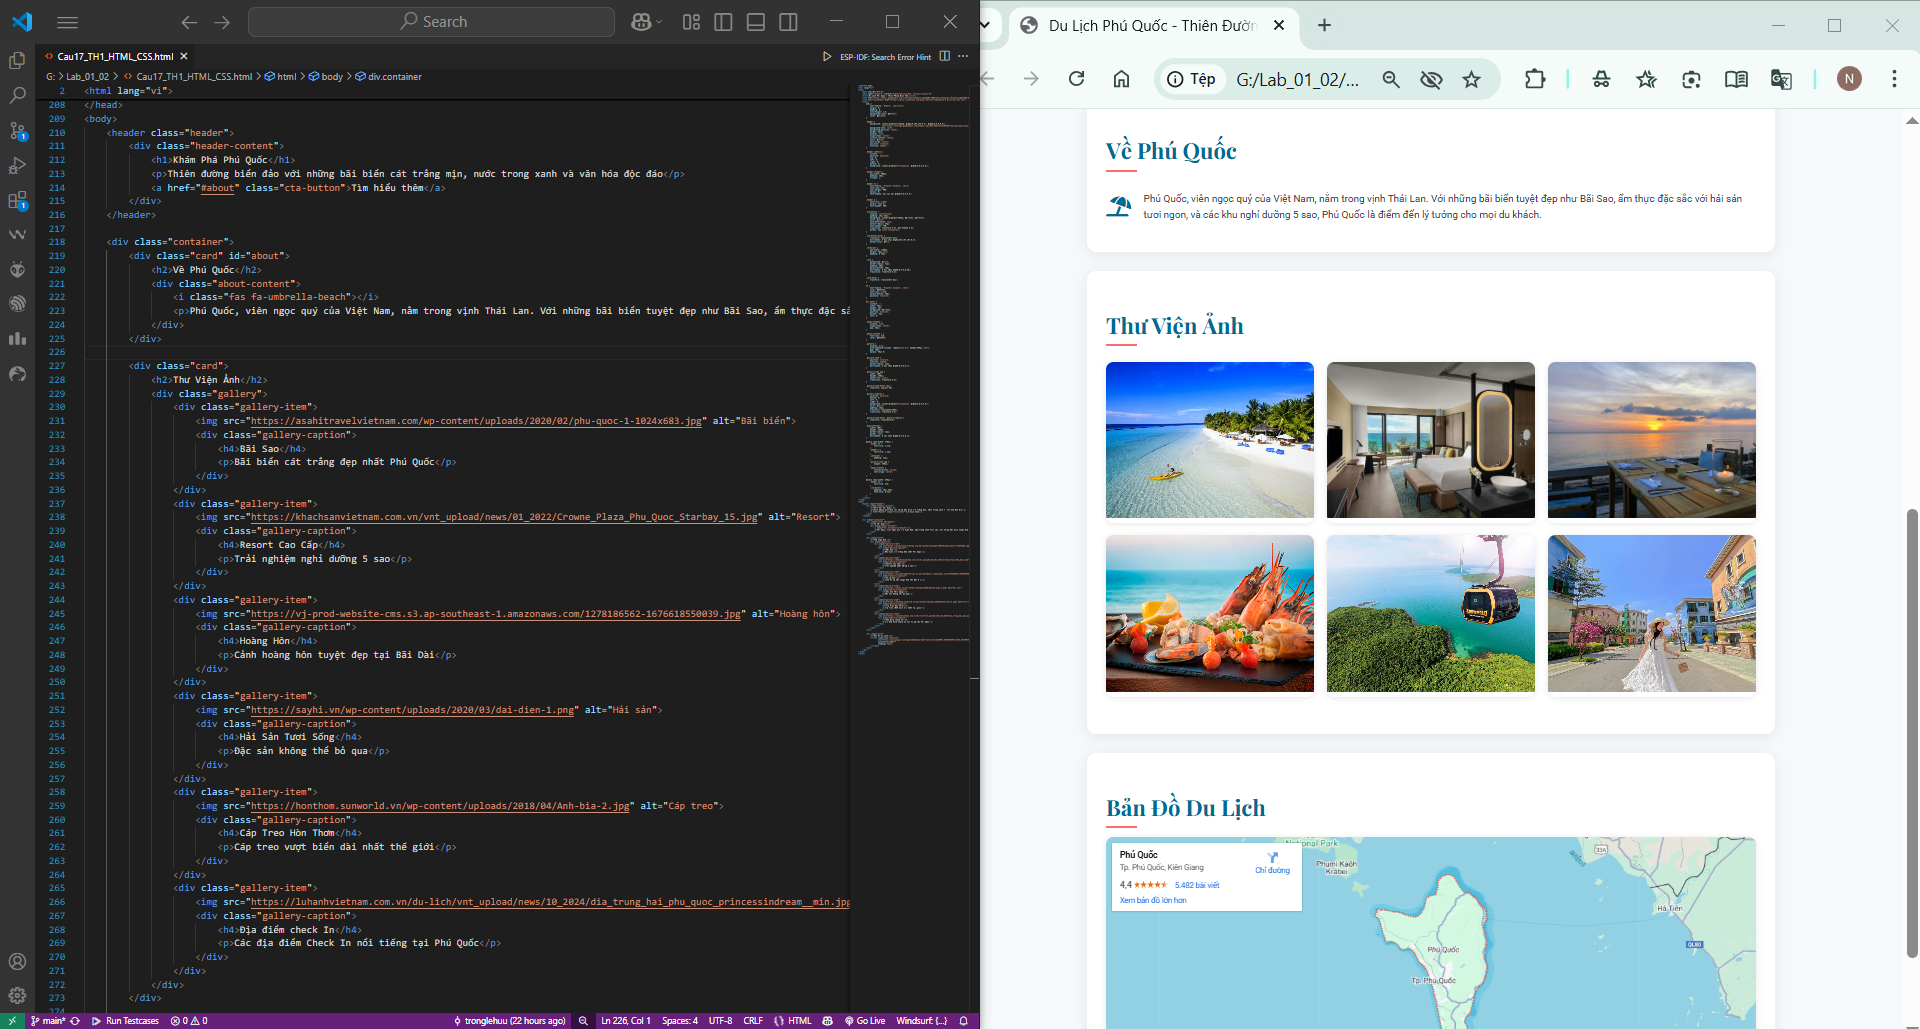 Search
Cau17_TH1_HTML_CSS.html
ESP-IDF: Search Error Hint
G: > Lab_01_02 > Cau17_TH1_HTML_CSS.html > html > body > div.container
2 <html lang="vi">
208 </head>
209 <body>
210 <header class="header">
211 <div class="header-content">
212 <h1>Khám Phá Phú Quốc</h1>
213 <p>Thiên đường biển đảo với những bãi biển cát trắng mịn, nước trong xanh và văn hóa độc đáo</p>
214 <a href="#about" class="cta-button">Tìm hiểu thêm</a>
215 </div>
216 </header>
217
218 <div class="container">
219 <div class="card" id="about">
220 <h2>Về Phú Quốc</h2>
221 <div class="about-content">
222 <i class="fas fa-umbrella-beach"></i>
223 <p>Phú Quốc, viên ngọc quý của Việt Nam, nằm trong vịnh Thái Lan. Với những bãi biển tuyệt đẹp như Bãi Sao, ẩm thực đặc sắ
224 </div>
225 </div>
226
227 <div class="card">
228 <h2>Thư Viện Ảnh</h2>
229 <div class="gallery">
230 <div class="gallery-item">
231 <img src="https://asahitravelvietnam.com/wp-content/uploads/2020/02/phu-quoc-1-1024x683.jpg" alt="Bãi biển">
232 <div class="gallery-caption">
233 <h4>Bãi Sao</h4>
234 <p>Bãi biển cát trắng đẹp nhất Phú Quốc</p>
235 </div>
236 </div>
237 <div class="gallery-item">
238 <img src="https://khachsanvietnam.com.vn/vnt_upload/news/01_2022/Crowne_Plaza_Phu_Quoc_Starbay_15.jpg" alt="Resort">
239 <div class="gallery-caption">
240 <h4>Resort Cao Cấp</h4>
241 <p>Trải nghiệm nghỉ dưỡng 5 sao</p>
242 </div>
243 </div>
244 <div class="gallery-item">
245 <img src="https://vj-prod-website-cms.s3.ap-southeast-1.amazonaws.com/1278186562-1676618550039.jpg" alt="Hoàng hôn">
246 <div class="gallery-caption">
247 <h4>Hoàng Hôn</h4>
248 <p>Cảnh hoàng hôn tuyệt đẹp tại Bãi Dài</p>
249 </div>
250 </div>
251 <div class="gallery-item">
252 <img src="https://sayhi.vn/wp-content/uploads/2020/03/dai-dien-1.png" alt="Hải sản">
253 <div class="gallery-caption">
254 <h4>Hải Sản Tươi Sống</h4>
255 <p>Đặc sản không thể bỏ qua</p>
256 </div>
257 </div>
258 <div class="gallery-item">
259 <img src="https://honthom.sunworld.vn/wp-content/uploads/2018/04/Anh-bia-2.jpg" alt="Cáp treo">
260 <div class="gallery-caption">
261 <h4>Cáp Treo Hòn Thơm</h4>
262 <p>Cáp treo vượt biển dài nhất thế giới</p>
263 </div>
264 </div>
265 <div class="gallery-item">
266 <img src="https://luhanhvietnam.com.vn/du-lich/vnt_upload/news/10_2024/dia_trung_hai_phu_quoc_princessindream__min.jpg
267 <div class="gallery-caption">
268 <h4>Địa điểm check In</h4>
269 <p>Các địa điểm Check In nổi tiếng tại Phú Quốc</p>
270 </div>
271 </div>
272 </div>
273 </div>
274
main* Run Testcases 0 0 tronglehuu (22 hours ago) Ln 226, Col 1 Spaces: 4 UTF-8 CRLF HTML Go Live Windsurf: {...}
Du Lịch Phú Quốc - Thiên Đườn
Tệp G:/Lab_01_02/... N
Về Phú Quốc
Phú Quốc, viên ngọc quý của Việt Nam, nằm trong vịnh Thái Lan. Với những bãi biển tuyệt đẹp như Bãi Sao, ẩm thực đặc sắc với hải sản
tươi ngon, và các khu nghỉ dưỡng 5 sao, Phú Quốc là điểm đến lý tưởng cho mọi du khách.
Thư Viện Ảnh
Bản Đồ Du Lịch
Phú Quốc
Tp. Phú Quốc, Kiên Giang
Chỉ đường
4,4 5.482 bài viết
Xem bản đồ lớn hơn
National Park
Phumi Kaôh
Krâbei
33A
Hà Tiên
QL80
Phú Quốc
Tp. Phú Quốc